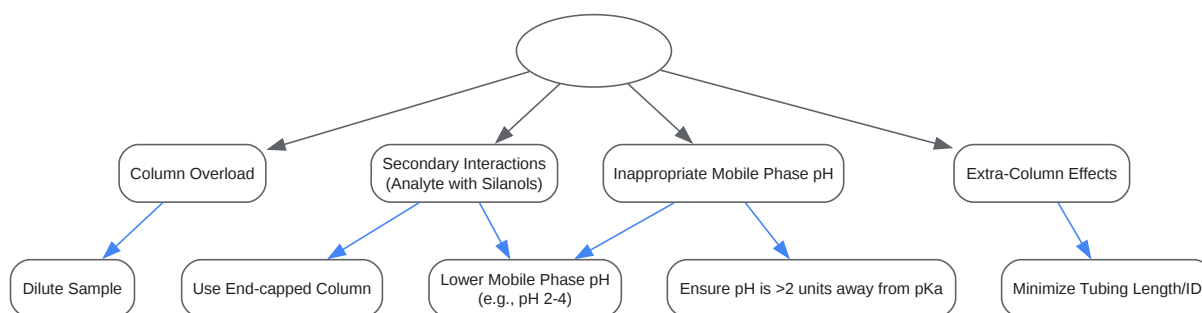 Column Overload
Secondary Interactions
(Analyte with Silanols)
Inappropriate Mobile Phase pH
Extra-Column Effects
Dilute Sample
Use End-capped Column
Lower Mobile Phase pH
(e.g., pH 2-4)
Ensure pH is >2 units away from pKa
Minimize Tubing Length/ID